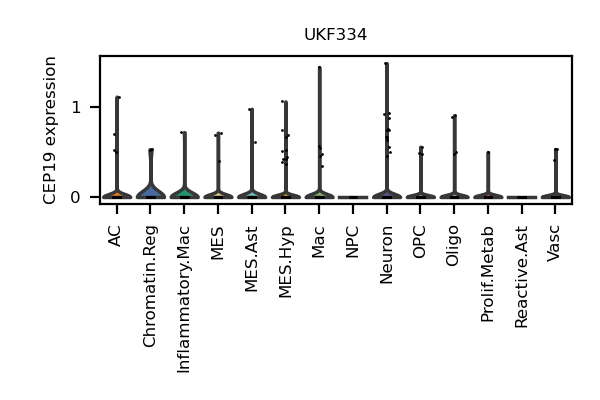 UKF334
CEP19 expression
1
0
AC
Chromatin.Reg
Inflammatory.Mac
MES
MES.Ast
MES.Hyp
Mac
NPC
Neuron
OPC
Oligo
Prolif.Metab
Reactive.Ast
Vasc